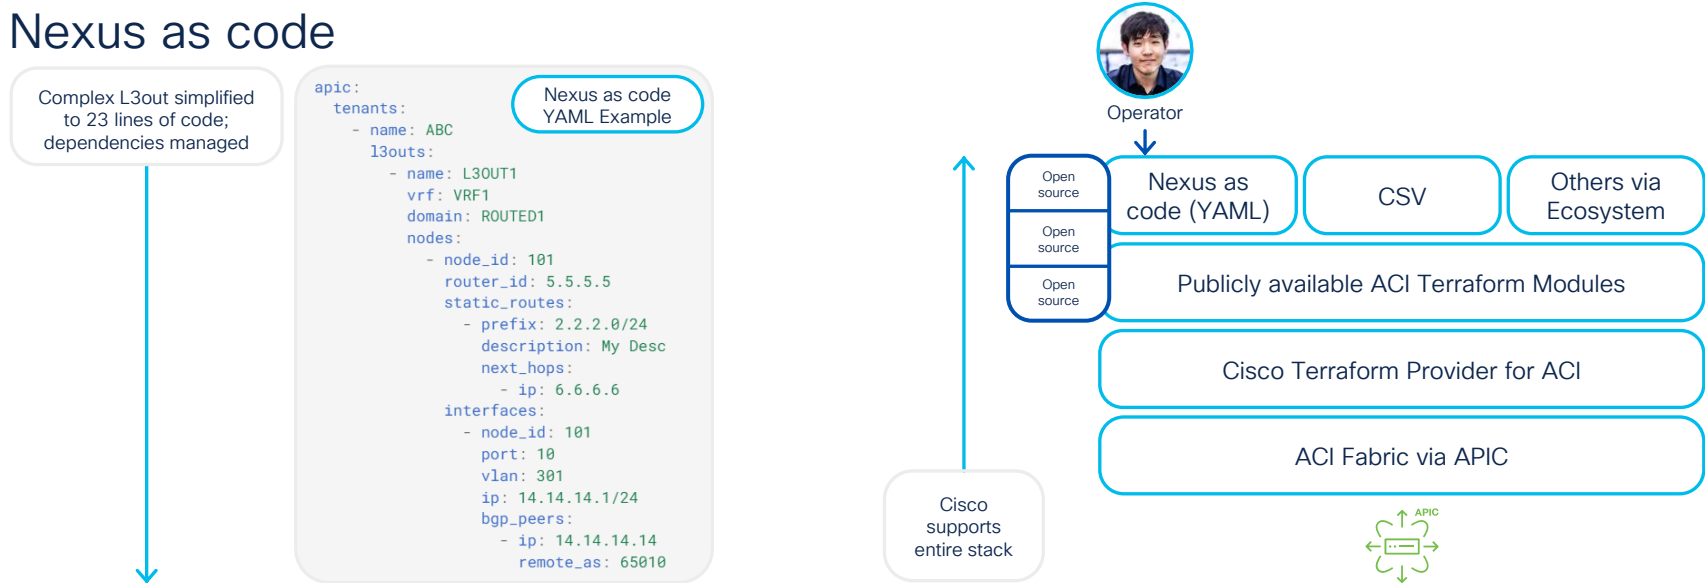 Nexus as code
Complex L3out simplified
to 23 lines of code;
dependencies managed
Nexus as code
YAML Example
apic:
tenants:
- name: ABC
l3outs:
- name: L3OUT1
vrf: VRF1
domain: ROUTED1
nodes:
- node_id: 101
router_id: 5.5.5.5
static_routes:
- prefix: 2.2.2.0/24
description: My Desc
next_hops:
- ip: 6.6.6.6
interfaces:
- node_id: 101
port: 10
vlan: 301
ip: 14.14.14.1/24
bgp_peers:
- ip: 14.14.14.14
remote_as: 65010
Operator
Open
source
Open
source
Open
source
Nexus as
code (YAML)
CSV
Others via
Ecosystem
Publicly available ACI Terraform Modules
Cisco Terraform Provider for ACI
ACI Fabric via APIC
Cisco
supports
entire stack
APIC